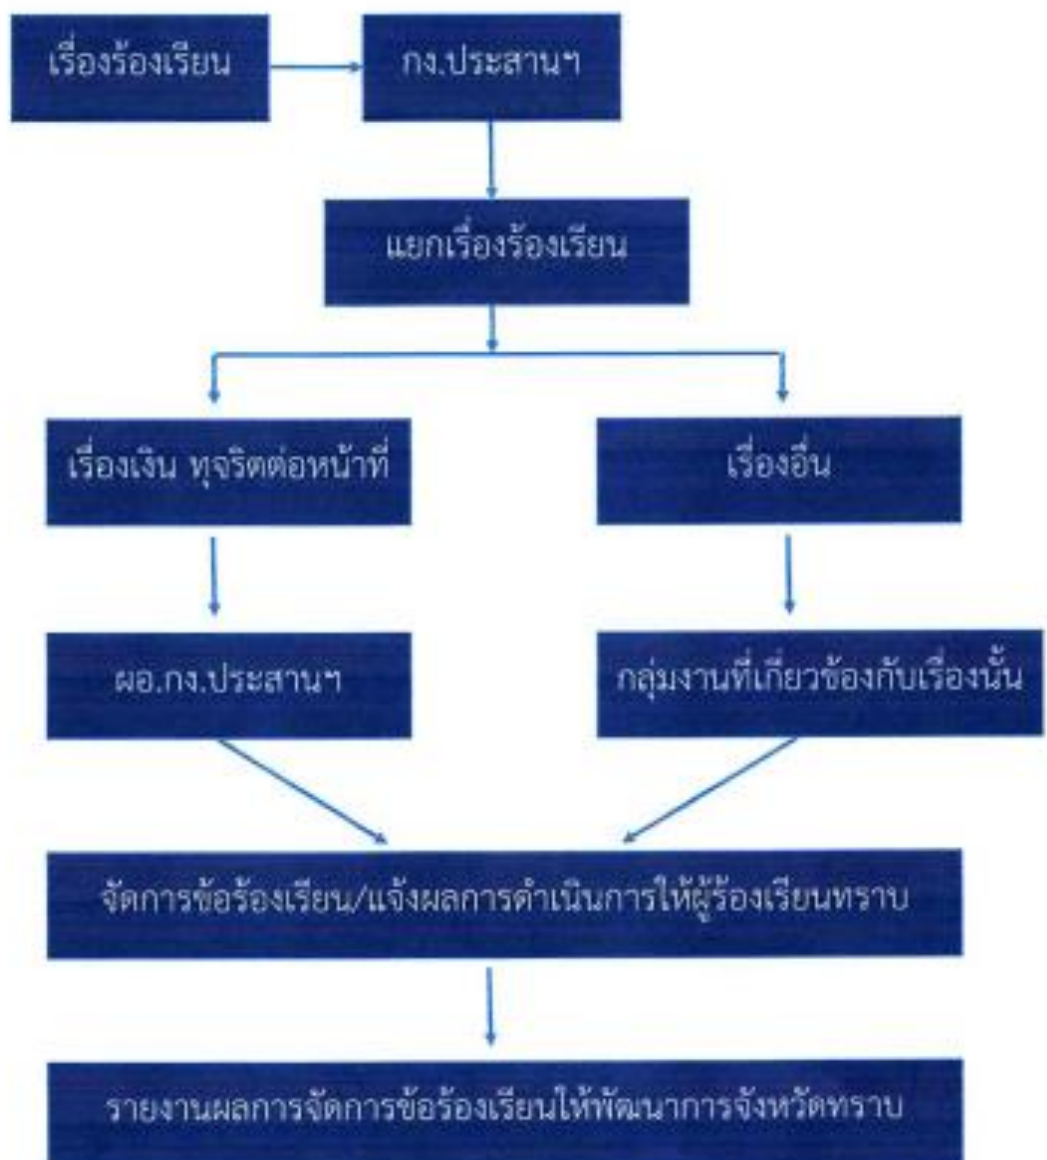 เรื่องร้องเรียน
กง.ประสานฯ
แยกเรื่องร้องเรียน
เรื่องเงิน ทุจริตต่อหน้าที่
เรื่องอื่น
ผอ.กง.ประสานฯ
กลุ่มงานที่เกี่ยวข้องกับเรื่องนั้น
จัดการข้อร้องเรียน/แจ้งผลการดำเนินการให้ผู้ร้องเรียนทราบ
รายงานผลการจัดการข้อร้องเรียนให้พัฒนาการจังหวัดทราบ